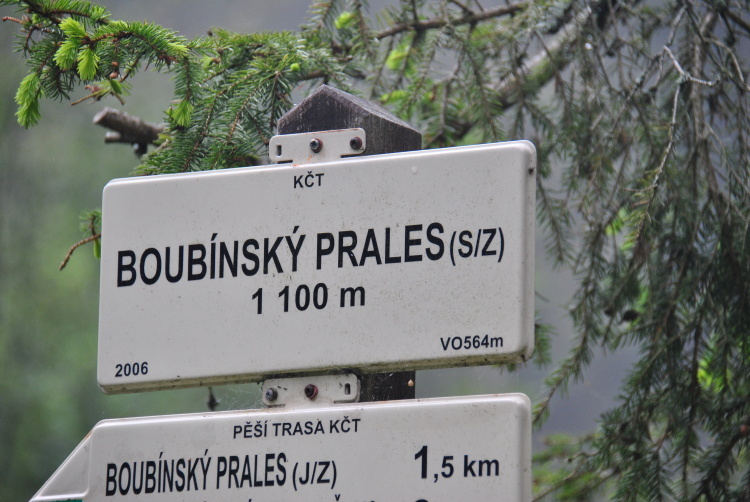 KČT
BOUBÍNSKÝ PRALES (S/Z)
1 100 m
2006 VO564m
PĚŠÍ TRASA KČT
BOUBÍNSKÝ PRALES (J/Z) 1,5 km